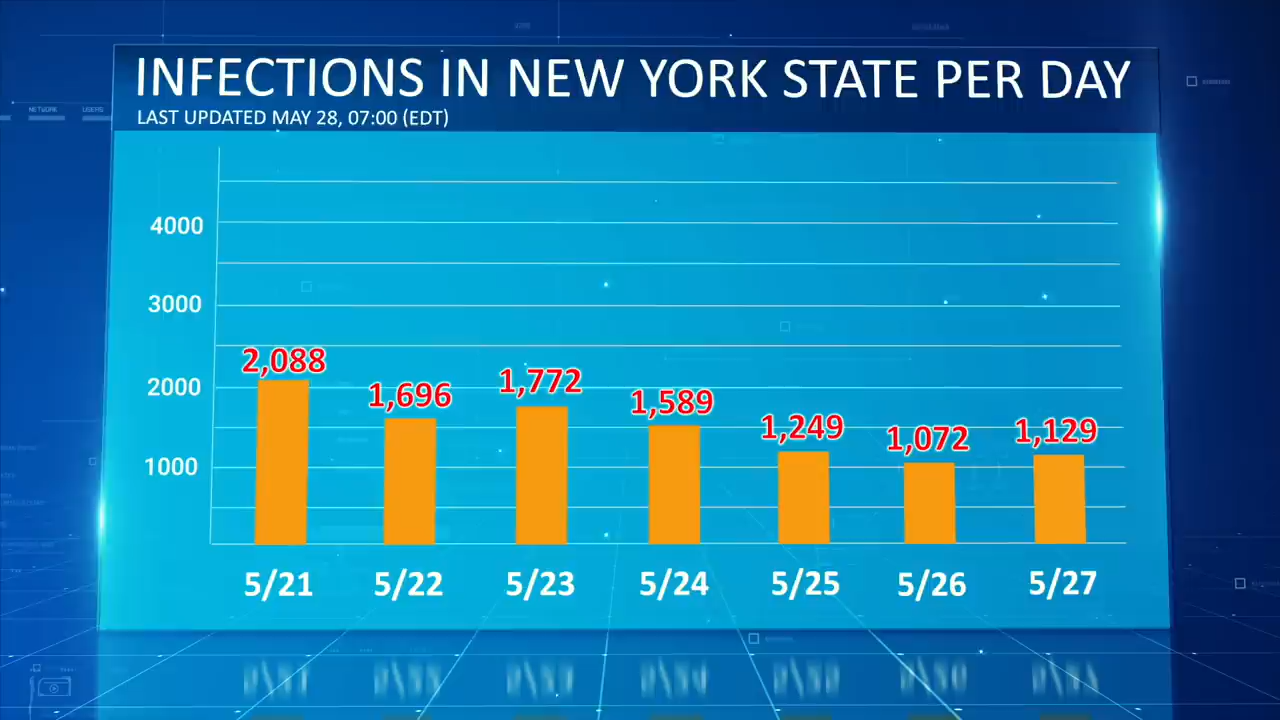 INFECTIONS IN NEW YORK STATE PER DAY
LAST UPDATED MAY 28, 07:00 (EDT)
NETWORK USERS
4000
3000
2000
1000
2,088
1,696
1,772
1,589
1,249
1,072
1,129
5/21 5/22 5/23 5/24 5/25 5/26 5/27